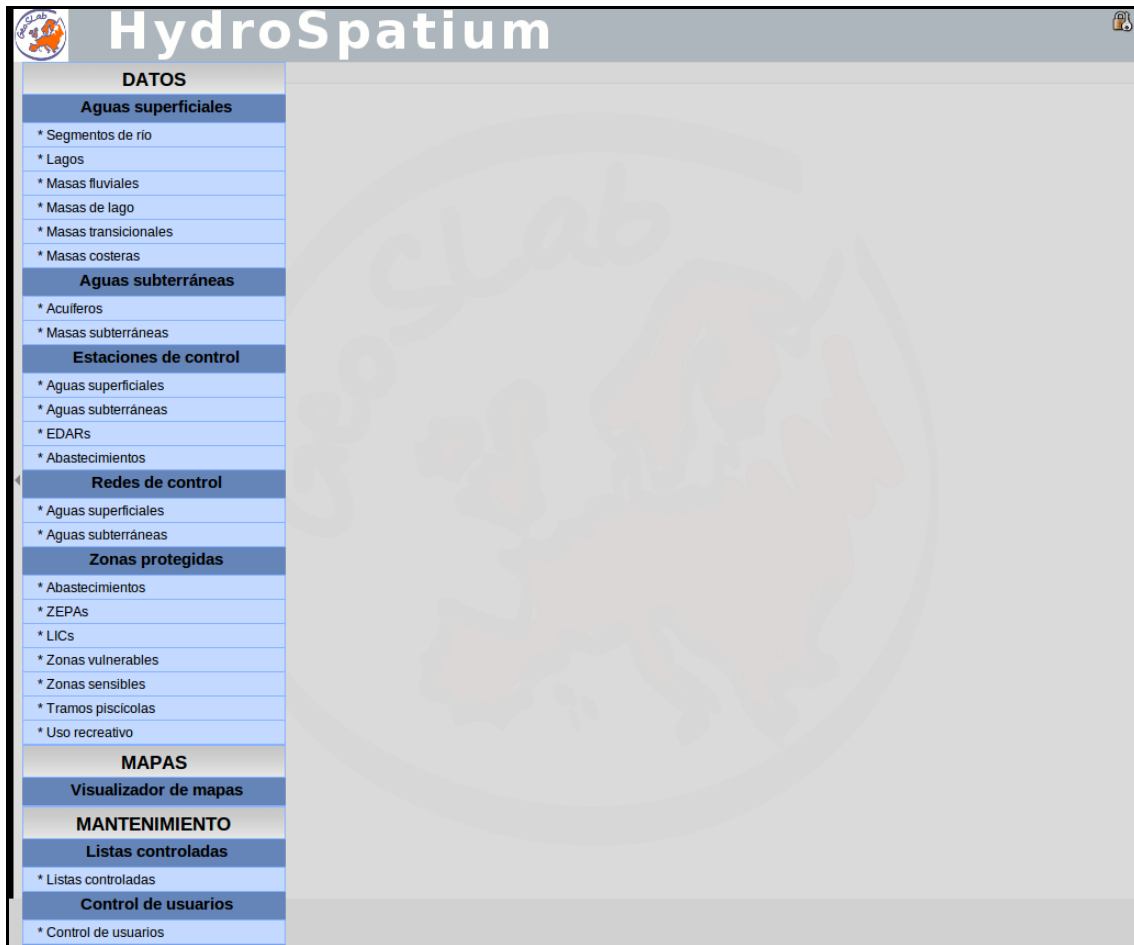 GeoSLab
HydroSpatium
DATOS
Aguas superficiales
* Segmentos de río
* Lagos
* Masas fluviales
* Masas de lago
* Masas transicionales
* Masas costeras
Aguas subterráneas
* Acuíferos
* Masas subterráneas
Estaciones de control
* Aguas superficiales
* Aguas subterráneas
* EDARs
* Abastecimientos
Redes de control
* Aguas superficiales
* Aguas subterráneas
Zonas protegidas
* Abastecimientos
* ZEPAs
* LICs
* Zonas vulnerables
* Zonas sensibles
* Tramos piscícolas
* Uso recreativo
MAPAS
Visualizador de mapas
MANTENIMIENTO
Listas controladas
* Listas controladas
Control de usuarios
* Control de usuarios
GeoSLab